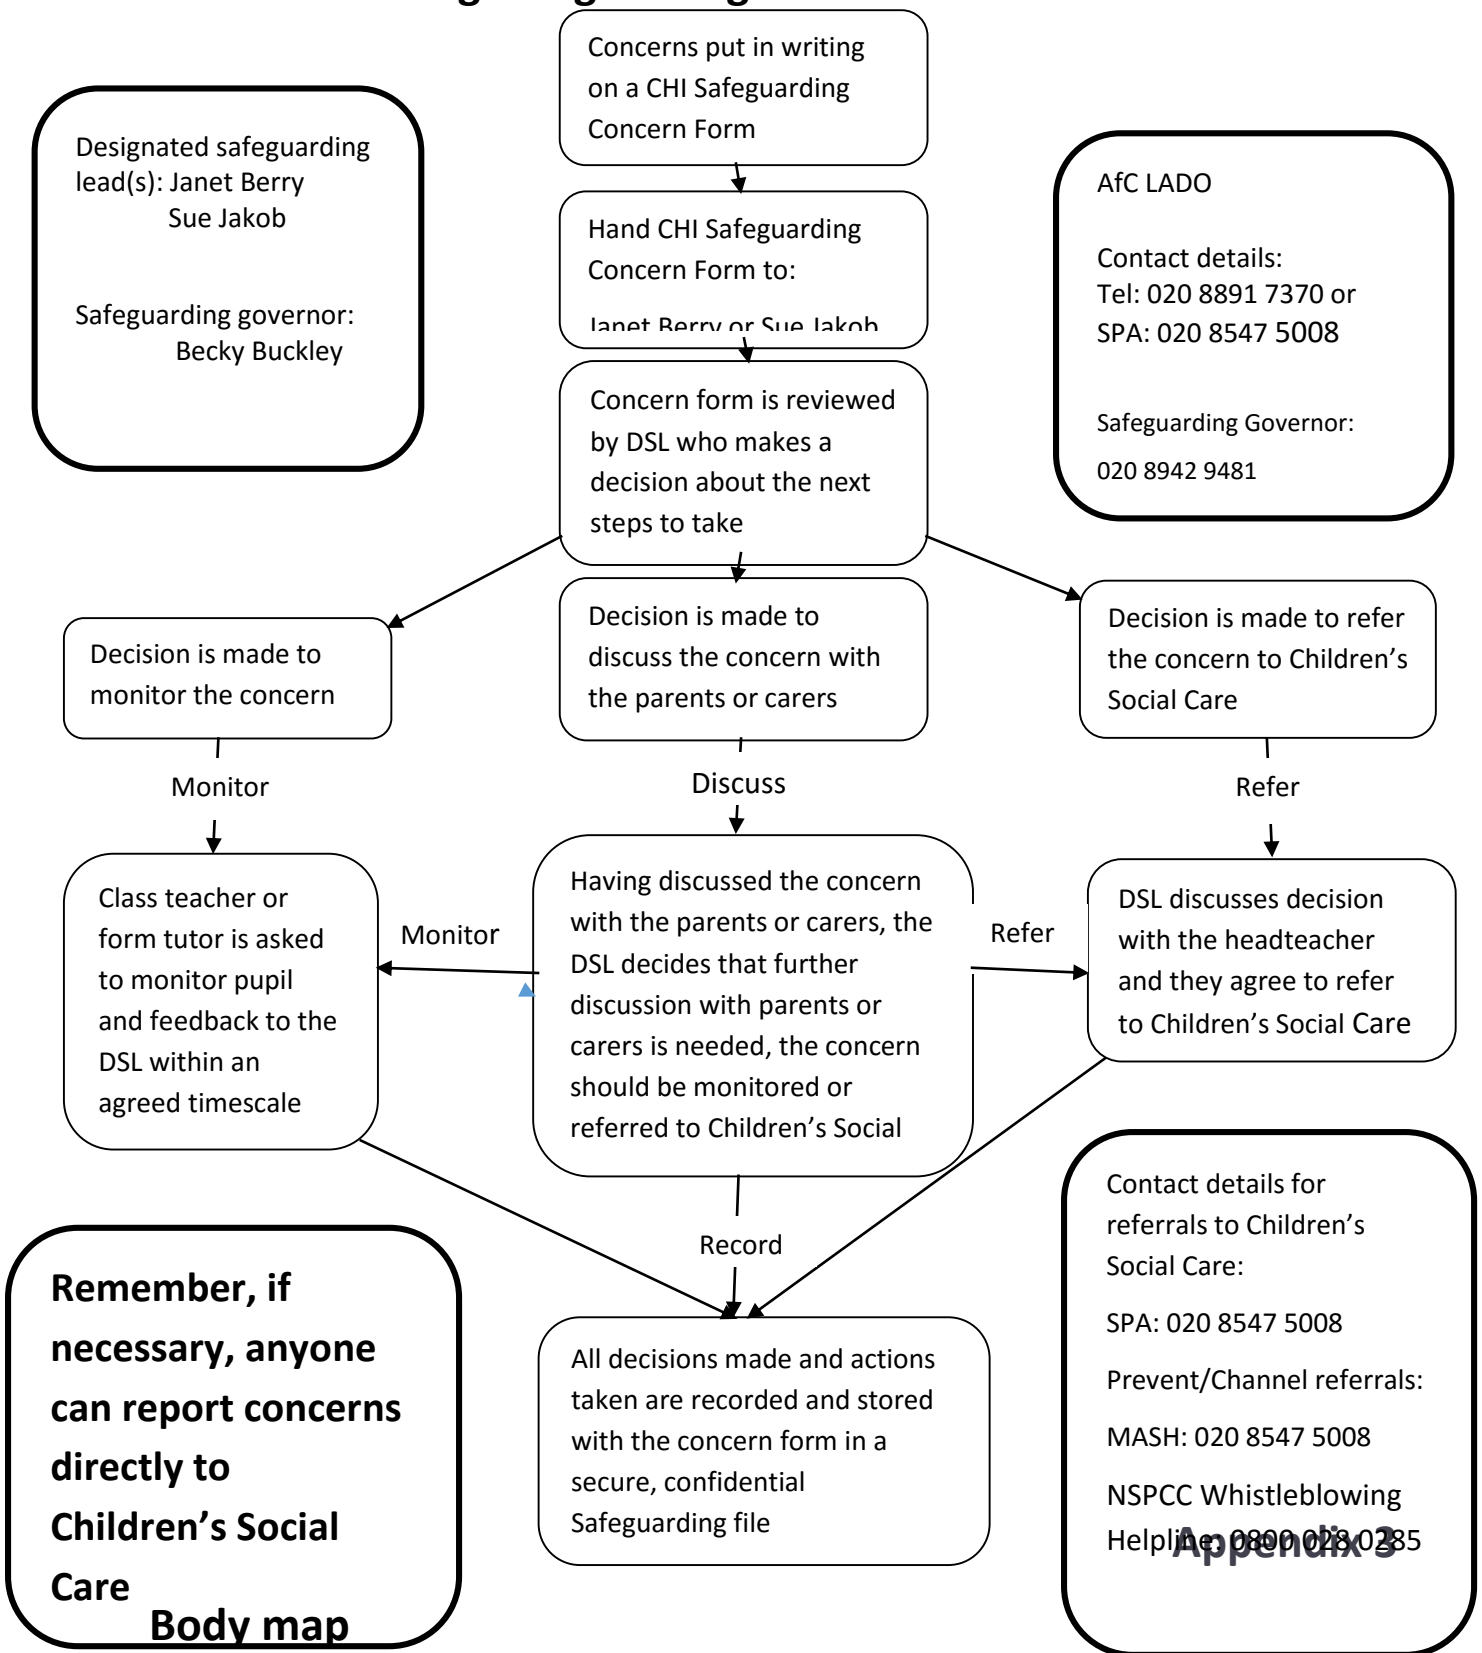 Concerns put in writing
on a CHI Safeguarding
Concern Form
Designated safeguarding
lead(s): Janet Berry
Sue Jakob
Safeguarding governor:
Becky Buckley
AfC LADO
Contact details:
Tel: 020 8891 7370 or
SPA: 020 8547 5008
Safeguarding Governor:
020 8942 9481
Hand CHI Safeguarding
Concern Form to:
Janet Berry or Sue Jakob
Concern form is reviewed
by DSL who makes a
decision about the next
steps to take
Decision is made to
monitor the concern
Decision is made to
discuss the concern with
the parents or carers
Decision is made to refer
the concern to Children’s
Social Care
Monitor
Discuss
Refer
Class teacher or
form tutor is asked
to monitor pupil
and feedback to the
DSL within an
agreed timescale
Monitor
Having discussed the concern
with the parents or carers, the
DSL decides that further
discussion with parents or
carers is needed, the concern
should be monitored or
referred to Children’s Social
Refer
DSL discusses decision
with the headteacher
and they agree to refer
to Children’s Social Care
Record
Remember, if
necessary, anyone
can report concerns
directly to
Children’s Social
Care
Body map
All decisions made and actions
taken are recorded and stored
with the concern form in a
secure, confidential
Safeguarding file
Contact details for
referrals to Children’s
Social Care:
SPA: 020 8547 5008
Prevent/Channel referrals:
MASH: 020 8547 5008
NSPCC Whistleblowing
Helpline: 0800 028 0285
Appendix 3